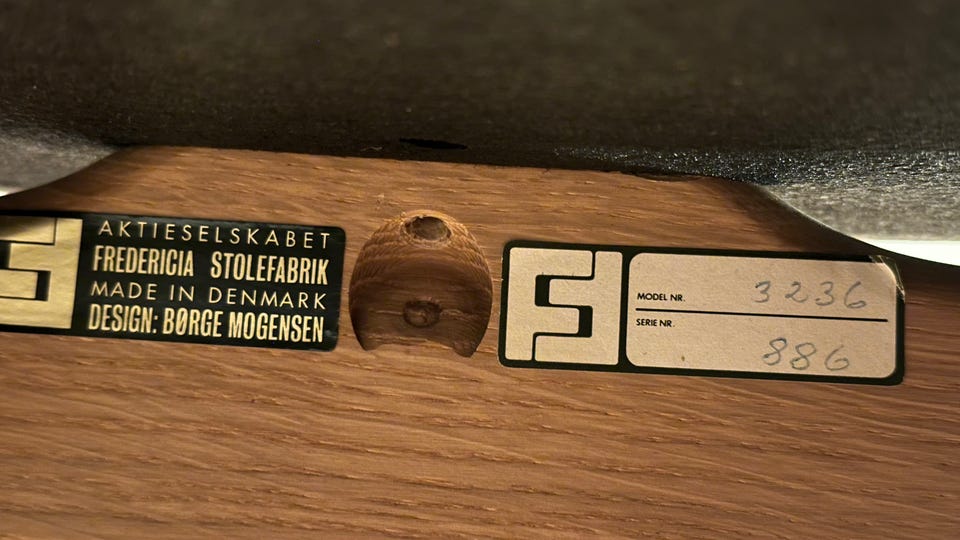 AKTIESELSKABET
FREDERICIA STOLEFABRIK
MADE IN DENMARK
DESIGN: BØRGE MOGENSEN
MODEL NR. 3236
SERIE NR. 886